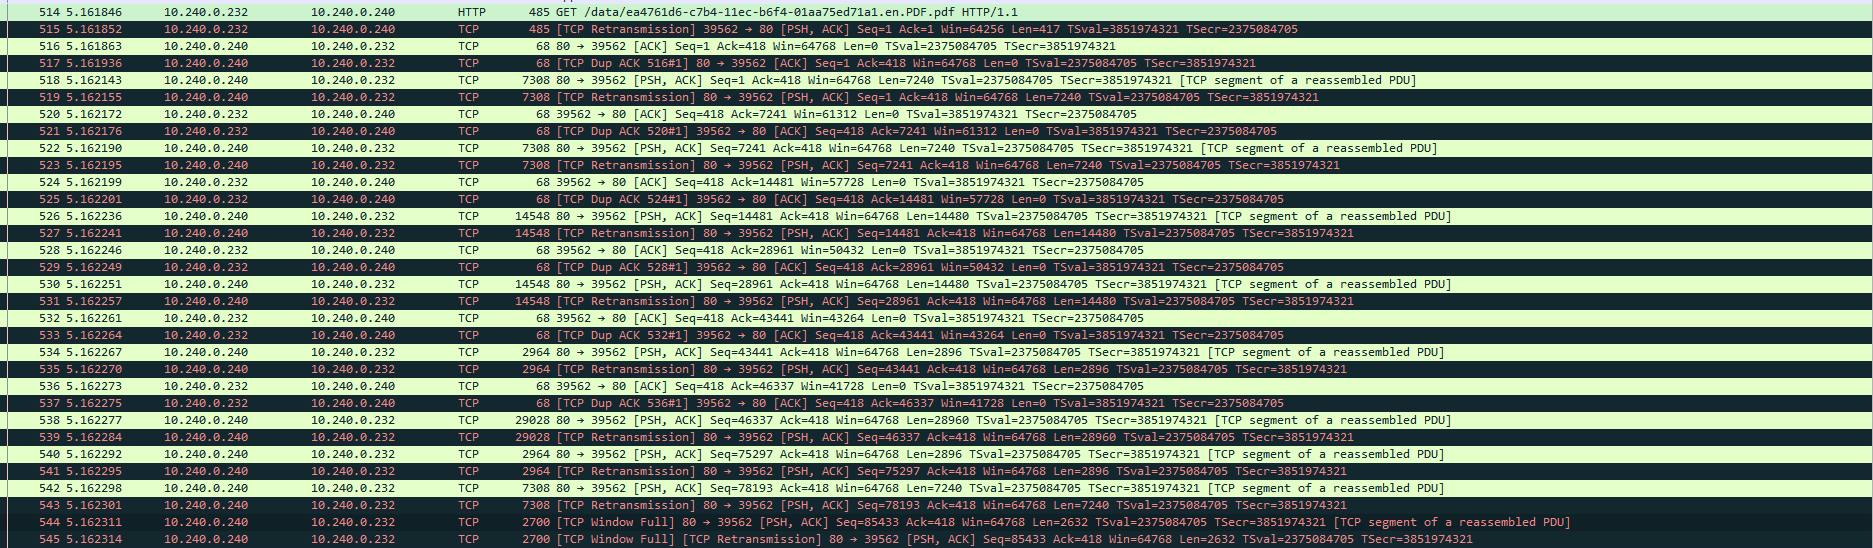 514 5.161846 10.240.0.232 10.240.0.240 HTTP 485 GET /data/ea4761d6-c7b4-11ec-b6f4-01aa75ed71a1.en.PDF.pdf HTTP/1.1
515 5.161852 10.240.0.232 10.240.0.240 TCP 485 [TCP Retransmission] 39562 → 80 [PSH, ACK] Seq=1 Ack=1 Win=64256 Len=417 TSval=3851974321 TSecr=2375084705
516 5.161863 10.240.0.240 10.240.0.232 TCP 68 80 → 39562 [ACK] Seq=1 Ack=418 Win=64768 Len=0 TSval=2375084705 TSecr=3851974321
517 5.161936 10.240.0.240 10.240.0.232 TCP 68 [TCP Dup ACK 516#1] 80 → 39562 [ACK] Seq=1 Ack=418 Win=64768 Len=0 TSval=2375084705 TSecr=3851974321
518 5.162143 10.240.0.240 10.240.0.232 TCP 7308 80 → 39562 [PSH, ACK] Seq=1 Ack=418 Win=64768 Len=7240 TSval=2375084705 TSecr=3851974321 [TCP segment of a reassembled PDU]
519 5.162155 10.240.0.240 10.240.0.232 TCP 7308 [TCP Retransmission] 80 → 39562 [PSH, ACK] Seq=1 Ack=418 Win=64768 Len=7240 TSval=2375084705 TSecr=3851974321
520 5.162172 10.240.0.232 10.240.0.240 TCP 68 39562 → 80 [ACK] Seq=418 Ack=7241 Win=61312 Len=0 TSval=3851974321 TSecr=2375084705
521 5.162176 10.240.0.232 10.240.0.240 TCP 68 [TCP Dup ACK 520#1] 39562 → 80 [ACK] Seq=418 Ack=7241 Win=61312 Len=0 TSval=3851974321 TSecr=2375084705
522 5.162190 10.240.0.240 10.240.0.232 TCP 7308 80 → 39562 [PSH, ACK] Seq=7241 Ack=418 Win=64768 Len=7240 TSval=2375084705 TSecr=3851974321 [TCP segment of a reassembled PDU]
523 5.162195 10.240.0.240 10.240.0.232 TCP 7308 [TCP Retransmission] 80 → 39562 [PSH, ACK] Seq=7241 Ack=418 Win=64768 Len=7240 TSval=2375084705 TSecr=3851974321
524 5.162199 10.240.0.232 10.240.0.240 TCP 68 39562 → 80 [ACK] Seq=418 Ack=14481 Win=57728 Len=0 TSval=3851974321 TSecr=2375084705
525 5.162201 10.240.0.232 10.240.0.240 TCP 68 [TCP Dup ACK 524#1] 39562 → 80 [ACK] Seq=418 Ack=14481 Win=57728 Len=0 TSval=3851974321 TSecr=2375084705
526 5.162236 10.240.0.240 10.240.0.232 TCP 14548 80 → 39562 [PSH, ACK] Seq=14481 Ack=418 Win=64768 Len=14480 TSval=2375084705 TSecr=3851974321 [TCP segment of a reassembled PDU]
527 5.162241 10.240.0.240 10.240.0.232 TCP 14548 [TCP Retransmission] 80 → 39562 [PSH, ACK] Seq=14481 Ack=418 Win=64768 Len=14480 TSval=2375084705 TSecr=3851974321
528 5.162246 10.240.0.232 10.240.0.240 TCP 68 39562 → 80 [ACK] Seq=418 Ack=28961 Win=50432 Len=0 TSval=3851974321 TSecr=2375084705
529 5.162249 10.240.0.232 10.240.0.240 TCP 68 [TCP Dup ACK 528#1] 39562 → 80 [ACK] Seq=418 Ack=28961 Win=50432 Len=0 TSval=3851974321 TSecr=2375084705
530 5.162251 10.240.0.240 10.240.0.232 TCP 14548 80 → 39562 [PSH, ACK] Seq=28961 Ack=418 Win=64768 Len=14480 TSval=2375084705 TSecr=3851974321 [TCP segment of a reassembled PDU]
531 5.162257 10.240.0.240 10.240.0.232 TCP 14548 [TCP Retransmission] 80 → 39562 [PSH, ACK] Seq=28961 Ack=418 Win=64768 Len=14480 TSval=2375084705 TSecr=3851974321
532 5.162261 10.240.0.232 10.240.0.240 TCP 68 39562 → 80 [ACK] Seq=418 Ack=43441 Win=43264 Len=0 TSval=3851974321 TSecr=2375084705
533 5.162264 10.240.0.232 10.240.0.240 TCP 68 [TCP Dup ACK 532#1] 39562 → 80 [ACK] Seq=418 Ack=43441 Win=43264 Len=0 TSval=3851974321 TSecr=2375084705
534 5.162267 10.240.0.240 10.240.0.232 TCP 2964 80 → 39562 [PSH, ACK] Seq=43441 Ack=418 Win=64768 Len=2896 TSval=2375084705 TSecr=3851974321 [TCP segment of a reassembled PDU]
535 5.162270 10.240.0.240 10.240.0.232 TCP 2964 [TCP Retransmission] 80 → 39562 [PSH, ACK] Seq=43441 Ack=418 Win=64768 Len=2896 TSval=2375084705 TSecr=3851974321
536 5.162273 10.240.0.232 10.240.0.240 TCP 68 39562 → 80 [ACK] Seq=418 Ack=46337 Win=41728 Len=0 TSval=3851974321 TSecr=2375084705
537 5.162275 10.240.0.232 10.240.0.240 TCP 68 [TCP Dup ACK 536#1] 39562 → 80 [ACK] Seq=418 Ack=46337 Win=41728 Len=0 TSval=3851974321 TSecr=2375084705
538 5.162277 10.240.0.240 10.240.0.232 TCP 29028 80 → 39562 [PSH, ACK] Seq=46337 Ack=418 Win=64768 Len=28960 TSval=2375084705 TSecr=3851974321 [TCP segment of a reassembled PDU]
539 5.162284 10.240.0.240 10.240.0.232 TCP 29028 [TCP Retransmission] 80 → 39562 [PSH, ACK] Seq=46337 Ack=418 Win=64768 Len=28960 TSval=2375084705 TSecr=3851974321
540 5.162292 10.240.0.240 10.240.0.232 TCP 2964 80 → 39562 [PSH, ACK] Seq=75297 Ack=418 Win=64768 Len=2896 TSval=2375084705 TSecr=3851974321 [TCP segment of a reassembled PDU]
541 5.162295 10.240.0.240 10.240.0.232 TCP 2964 [TCP Retransmission] 80 → 39562 [PSH, ACK] Seq=75297 Ack=418 Win=64768 Len=2896 TSval=2375084705 TSecr=3851974321
542 5.162298 10.240.0.240 10.240.0.232 TCP 7308 80 → 39562 [PSH, ACK] Seq=78193 Ack=418 Win=64768 Len=7240 TSval=2375084705 TSecr=3851974321 [TCP segment of a reassembled PDU]
543 5.162301 10.240.0.240 10.240.0.232 TCP 7308 [TCP Retransmission] 80 → 39562 [PSH, ACK] Seq=78193 Ack=418 Win=64768 Len=7240 TSval=2375084705 TSecr=3851974321
544 5.162311 10.240.0.240 10.240.0.232 TCP 2700 [TCP Window Full] 80 → 39562 [PSH, ACK] Seq=85433 Ack=418 Win=64768 Len=2632 TSval=2375084705 TSecr=3851974321 [TCP segment of a reassembled PDU]
545 5.162314 10.240.0.240 10.240.0.232 TCP 2700 [TCP Window Full] [TCP Retransmission] 80 → 39562 [PSH, ACK] Seq=85433 Ack=418 Win=64768 Len=2632 TSval=2375084705 TSecr=3851974321